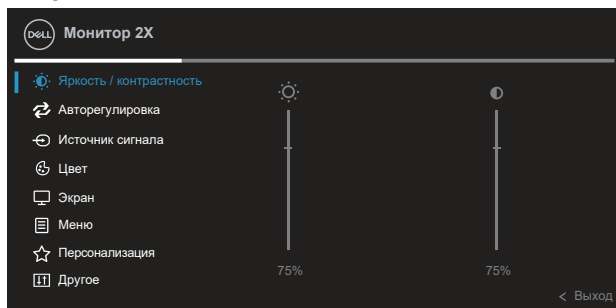 DELL
Монитор 2X
Яркость / контрастность
Авторегулировка
Источник сигнала
Цвет
Экран
Меню
Персонализация
Другое
75%
75%
< Выход